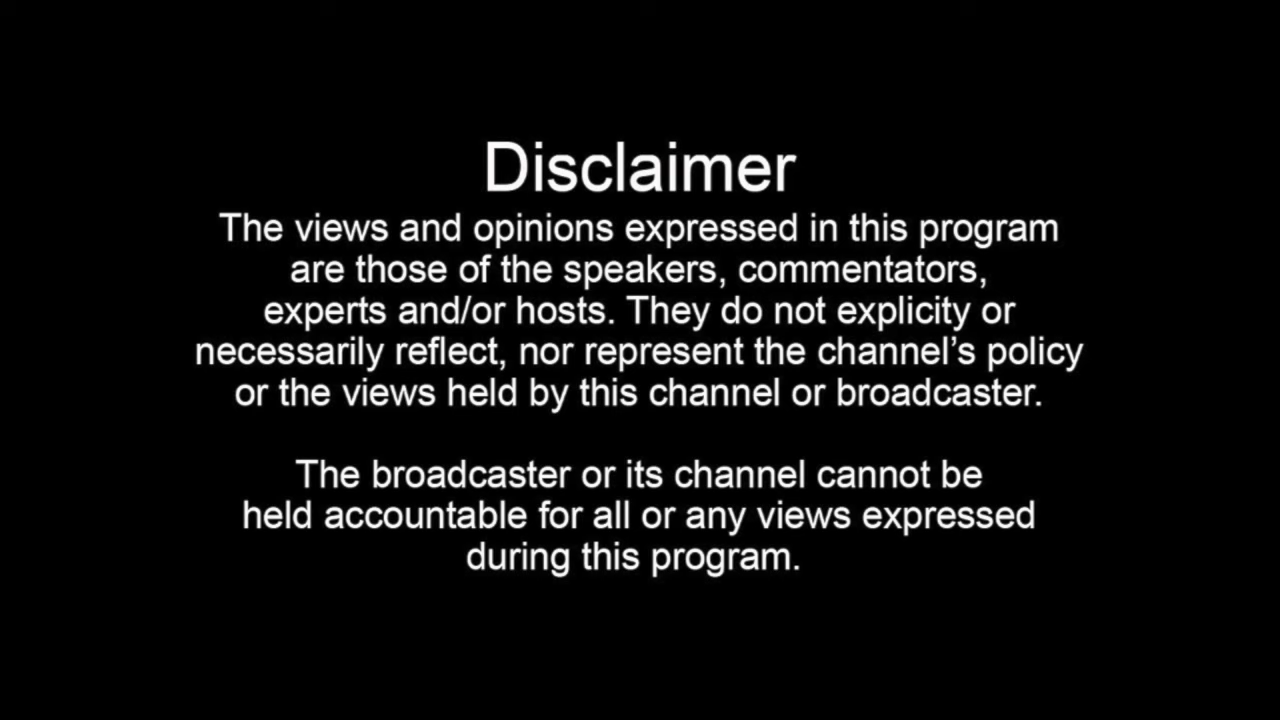 Disclaimer
The views and opinions expressed in this program
are those of the speakers, commentators,
experts and/or hosts. They do not explicity or
necessarily reflect, nor represent the channel's policy
or the views held by this channel or broadcaster.
The broadcaster or its channel cannot be
held accountable for all or any views expressed
during this program.